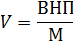 V = ВНП / М